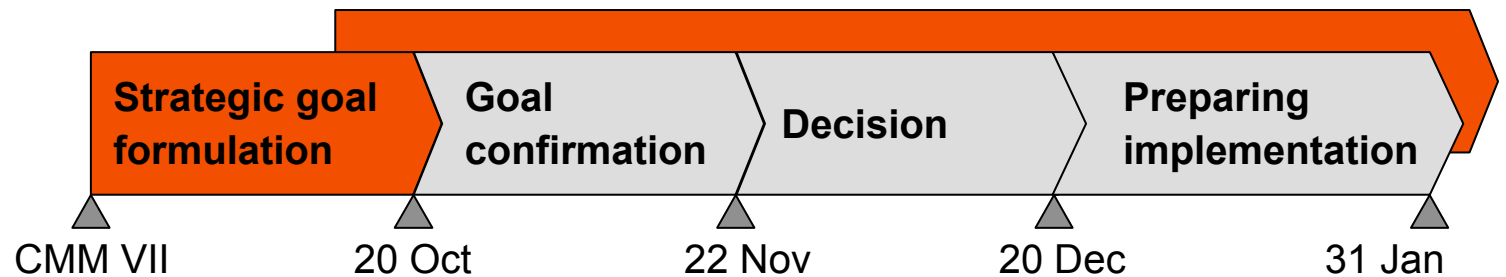 Strategic goal
formulation
Goal
confirmation
Decision
Preparing
implementation
CMM VII
20 Oct
22 Nov
20 Dec
31 Jan